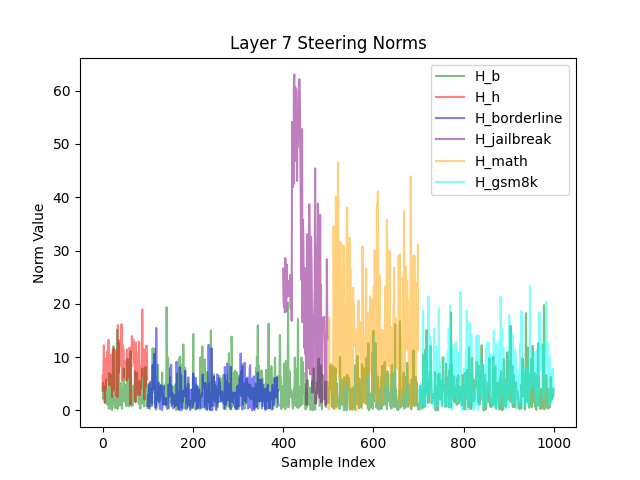 Layer 7 Steering Norms
H_b
H_h
H_borderline
H_jailbreak
H_math
H_gsm8k
Norm Value
60
50
40
30
20
10
0
0 200 400 600 800 1000
Sample Index